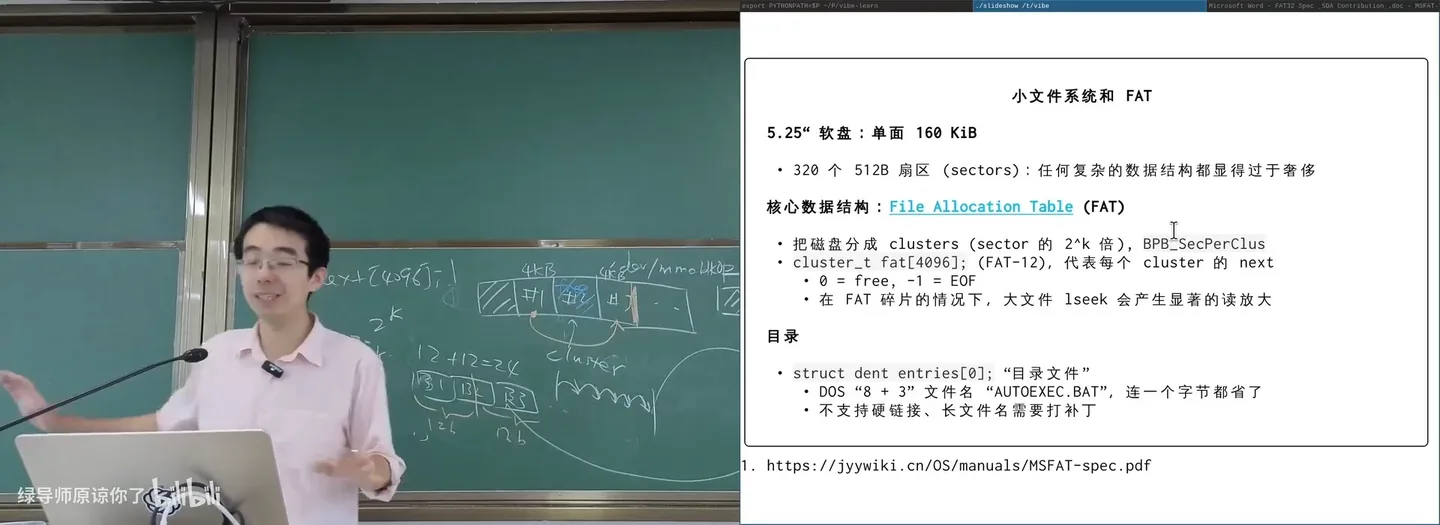 export PYTHONPATH=$P ~/P/vibe-learn
./slideshow /t/vibe
Microsoft Word - FAT32 Spec _SDA Contribution_.doc - MSFAT-
小文件系统和 FAT
5.25“ 软盘：单面 160 KiB
• 320 个 512B 扇区 (sectors)：任何复杂的数据结构都显得过于奢侈
核心数据结构：File Allocation Table (FAT)
• 把磁盘分成 clusters (sector 的 2^k 倍), BPB_SecPerClus
• cluster_t fat[4096]; (FAT-12), 代表每个 cluster 的 next
• 0 = free, -1 = EOF
• 在 FAT 碎片的情况下，大文件 lseek 会产生显著的读放大
目录
• struct dent entries[0]; “目录文件”
• DOS “8 + 3” 文件名 “AUTOEXEC.BAT”, 连一个字节都省了
• 不支持硬链接、长文件名需要打补丁
1. https://jyywiki.cn/OS/manuals/MSFAT-spec.pdf
[4096];
4KB
4KB
#1
#2
2^k
cluster
12+12=24
12b
12b
绿导师原谅你了 bilibili